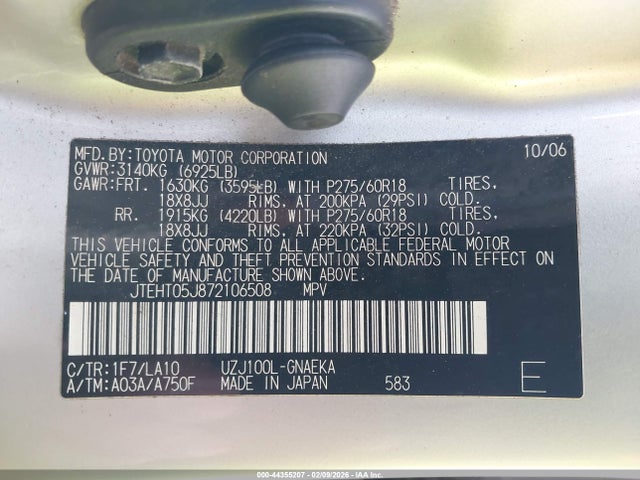 MFD.BY:TOYOTA MOTOR CORPORATION 10/06
GVWR:3140KG (6925LB)
GAWR:FRT. 1630KG (3595LB) WITH P275/60R18 TIRES,
18X8JJ RIMS, AT 200KPA (29PSI) COLD.
RR. 1915KG (4220LB) WITH P275/60R18 TIRES,
18X8JJ RIMS, AT 220KPA (32PSI) COLD.
THIS VEHICLE CONFORMS TO ALL APPLICABLE FEDERAL MOTOR
VEHICLE SAFETY AND THEFT PREVENTION STANDARDS IN EFFECT ON
THE DATE OF MANUFACTURE SHOWN ABOVE.
JTEHT05J872106508 MPV
C/TR:1F7/LA10 UZJ100L-GNAEKA
A/TM:A03A/A750F MADE IN JAPAN 583 E
000-44355207 - 02/09/2026 - IAA Inc.